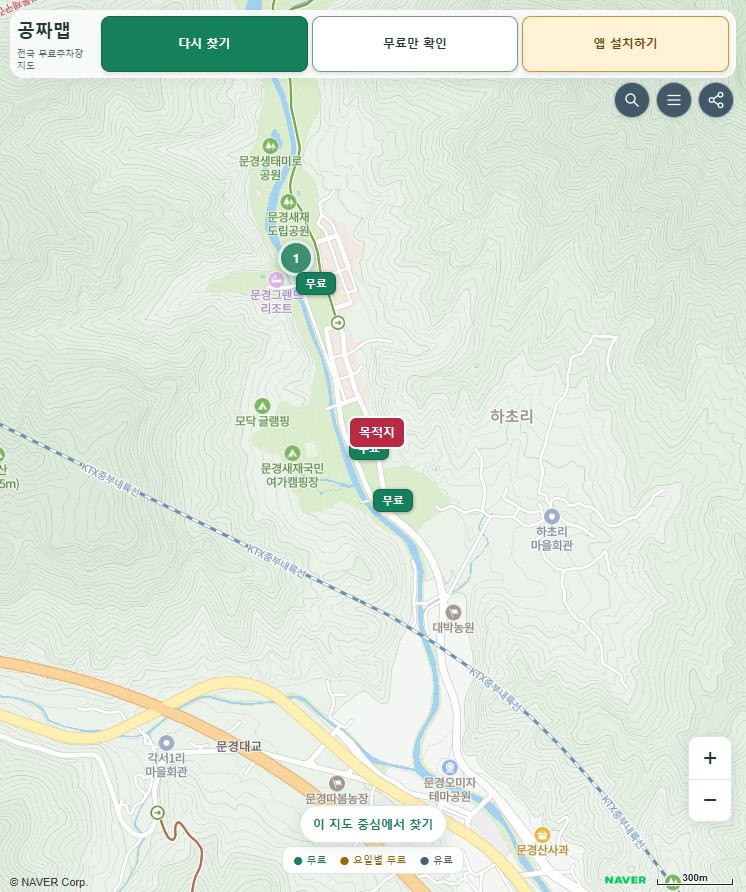 공짜맵
전국 무료주차장
지도
다시 찾기
무료만 확인
앱 설치하기
문경생태미로
공원
문경새재
도립공원
1
무료
문경그랜드
리조트
모닥 글램핑
목적지
무료
하초리
문경새재국민
여가캠핑장
산
5m)
KTX중부내륙선
무료
하초리
마을회관
KTX중부내륙선
대박농원
KTX중부내륙선
문경대교
각서1리
마을회관
문경오미자
테마공원
문경따봄농장
KTX중부내륙선
이 지도 중심에서 찾기
문경산사과
무료
요일별 무료
유료
+
−
© NAVER Corp.
NAVER
300m